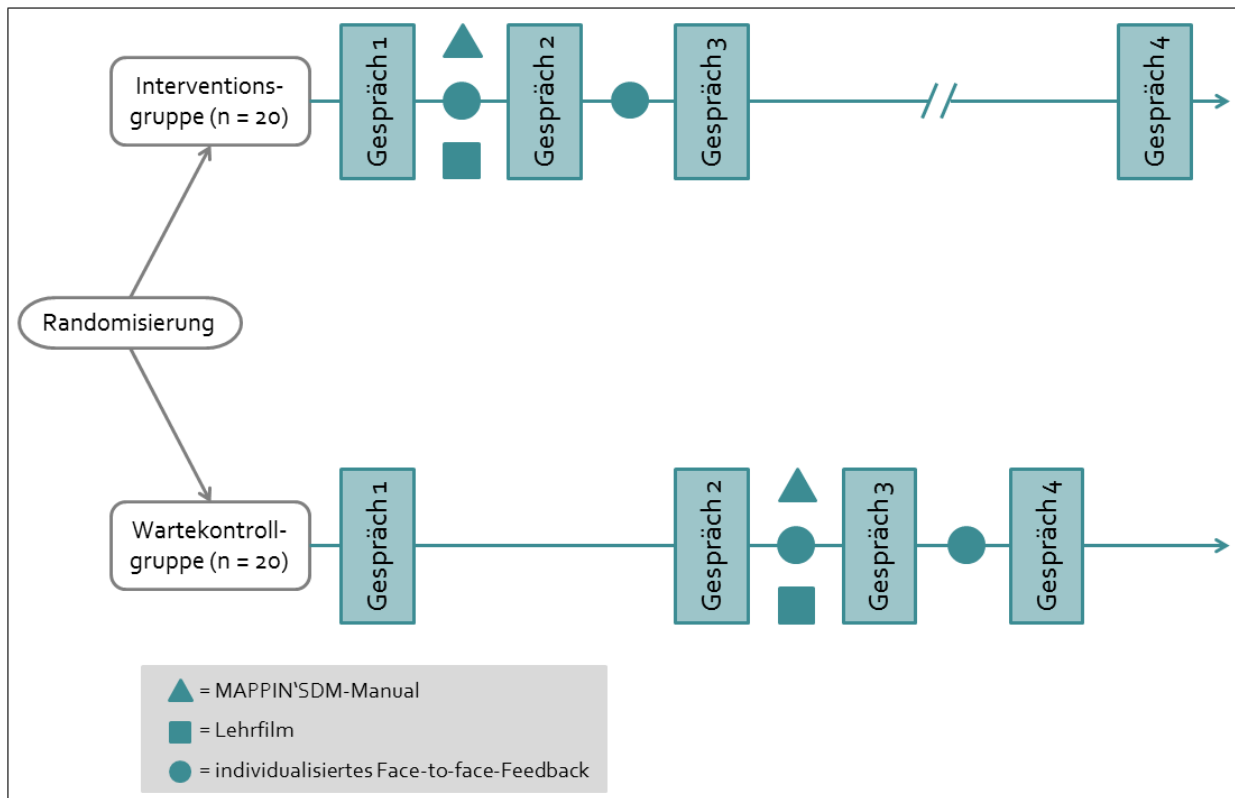 Interventions-
gruppe (n = 20)
Gespräch 1
Gespräch 2
Gespräch 3
Gespräch 4
Randomisierung
Wartekontroll-
gruppe (n = 20)
Gespräch 1
Gespräch 2
Gespräch 3
Gespräch 4
= MAPPIN‘SDM-Manual
= Lehrfilm
= individualisiertes Face-to-face-Feedback